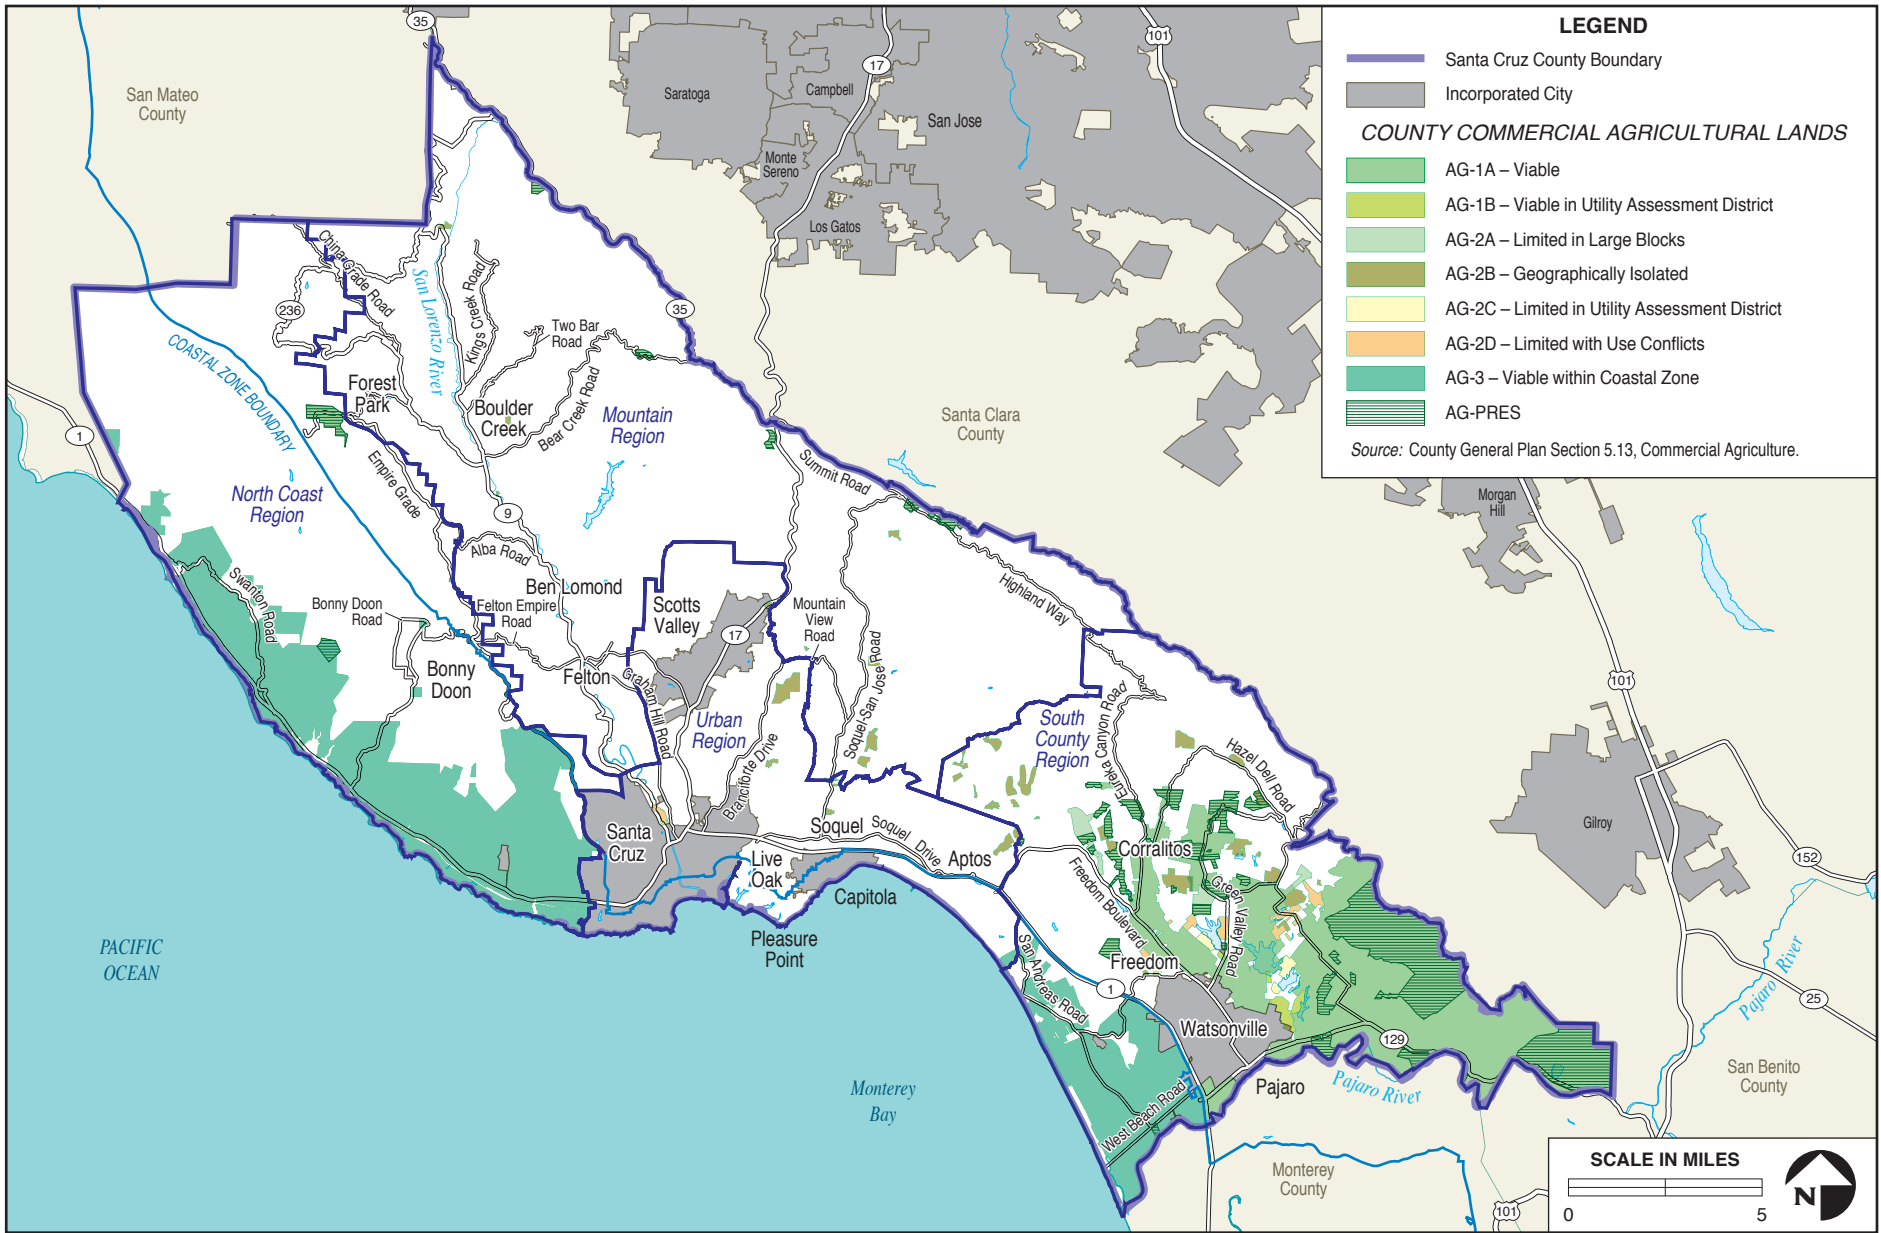 LEGEND
Santa Cruz County Boundary
Incorporated City
COUNTY COMMERCIAL AGRICULTURAL LANDS
AG-1A – Viable
AG-1B – Viable in Utility Assessment District
AG-2A – Limited in Large Blocks
AG-2B – Geographically Isolated
AG-2C – Limited in Utility Assessment District
AG-2D – Limited with Use Conflicts
AG-3 – Viable within Coastal Zone
AG-PRES
Source: County General Plan Section 5.13, Commercial Agriculture.
35
101
17
San Mateo
County
Saratoga
Campbell
San Jose
Monte
Sereno
Los Gatos
China Grade Road
236
San Lorenzo River
Kings Creek Road
35
Two Bar
Road
COASTAL ZONE BOUNDARY
Forest
Park
Boulder
Creek
Bear Creek Road
Mountain
Region
Santa Clara
County
1
Summit Road
Empire Grade
North Coast
Region
9
Morgan
Hill
Alba Road
Swanton Road
Ben Lomond
Highland Way
Bonny Doon
Road
Felton Empire
Road
Scotts
Valley
Mountain
View
Road
17
Bonny
Doon
Felton
Graham Hill Road
Soquel-San Jose Road
101
Urban
Region
South
County
Region
Eureka Canyon Road
Branciforte Drive
Hazel Dell Road
Santa
Cruz
Soquel
Soquel Drive
Aptos
Corralitos
Gilroy
152
Live
Oak
Capitola
Freedom Boulevard
Green Valley Road
Pleasure
Point
PACIFIC
OCEAN
San Andreas Road
Freedom
1
Pajaro River
25
Watsonville
129
Monterey
Bay
West Beach Road
Pajaro
Pajaro River
San Benito
County
Monterey
County
101
SCALE IN MILES
0 5
N